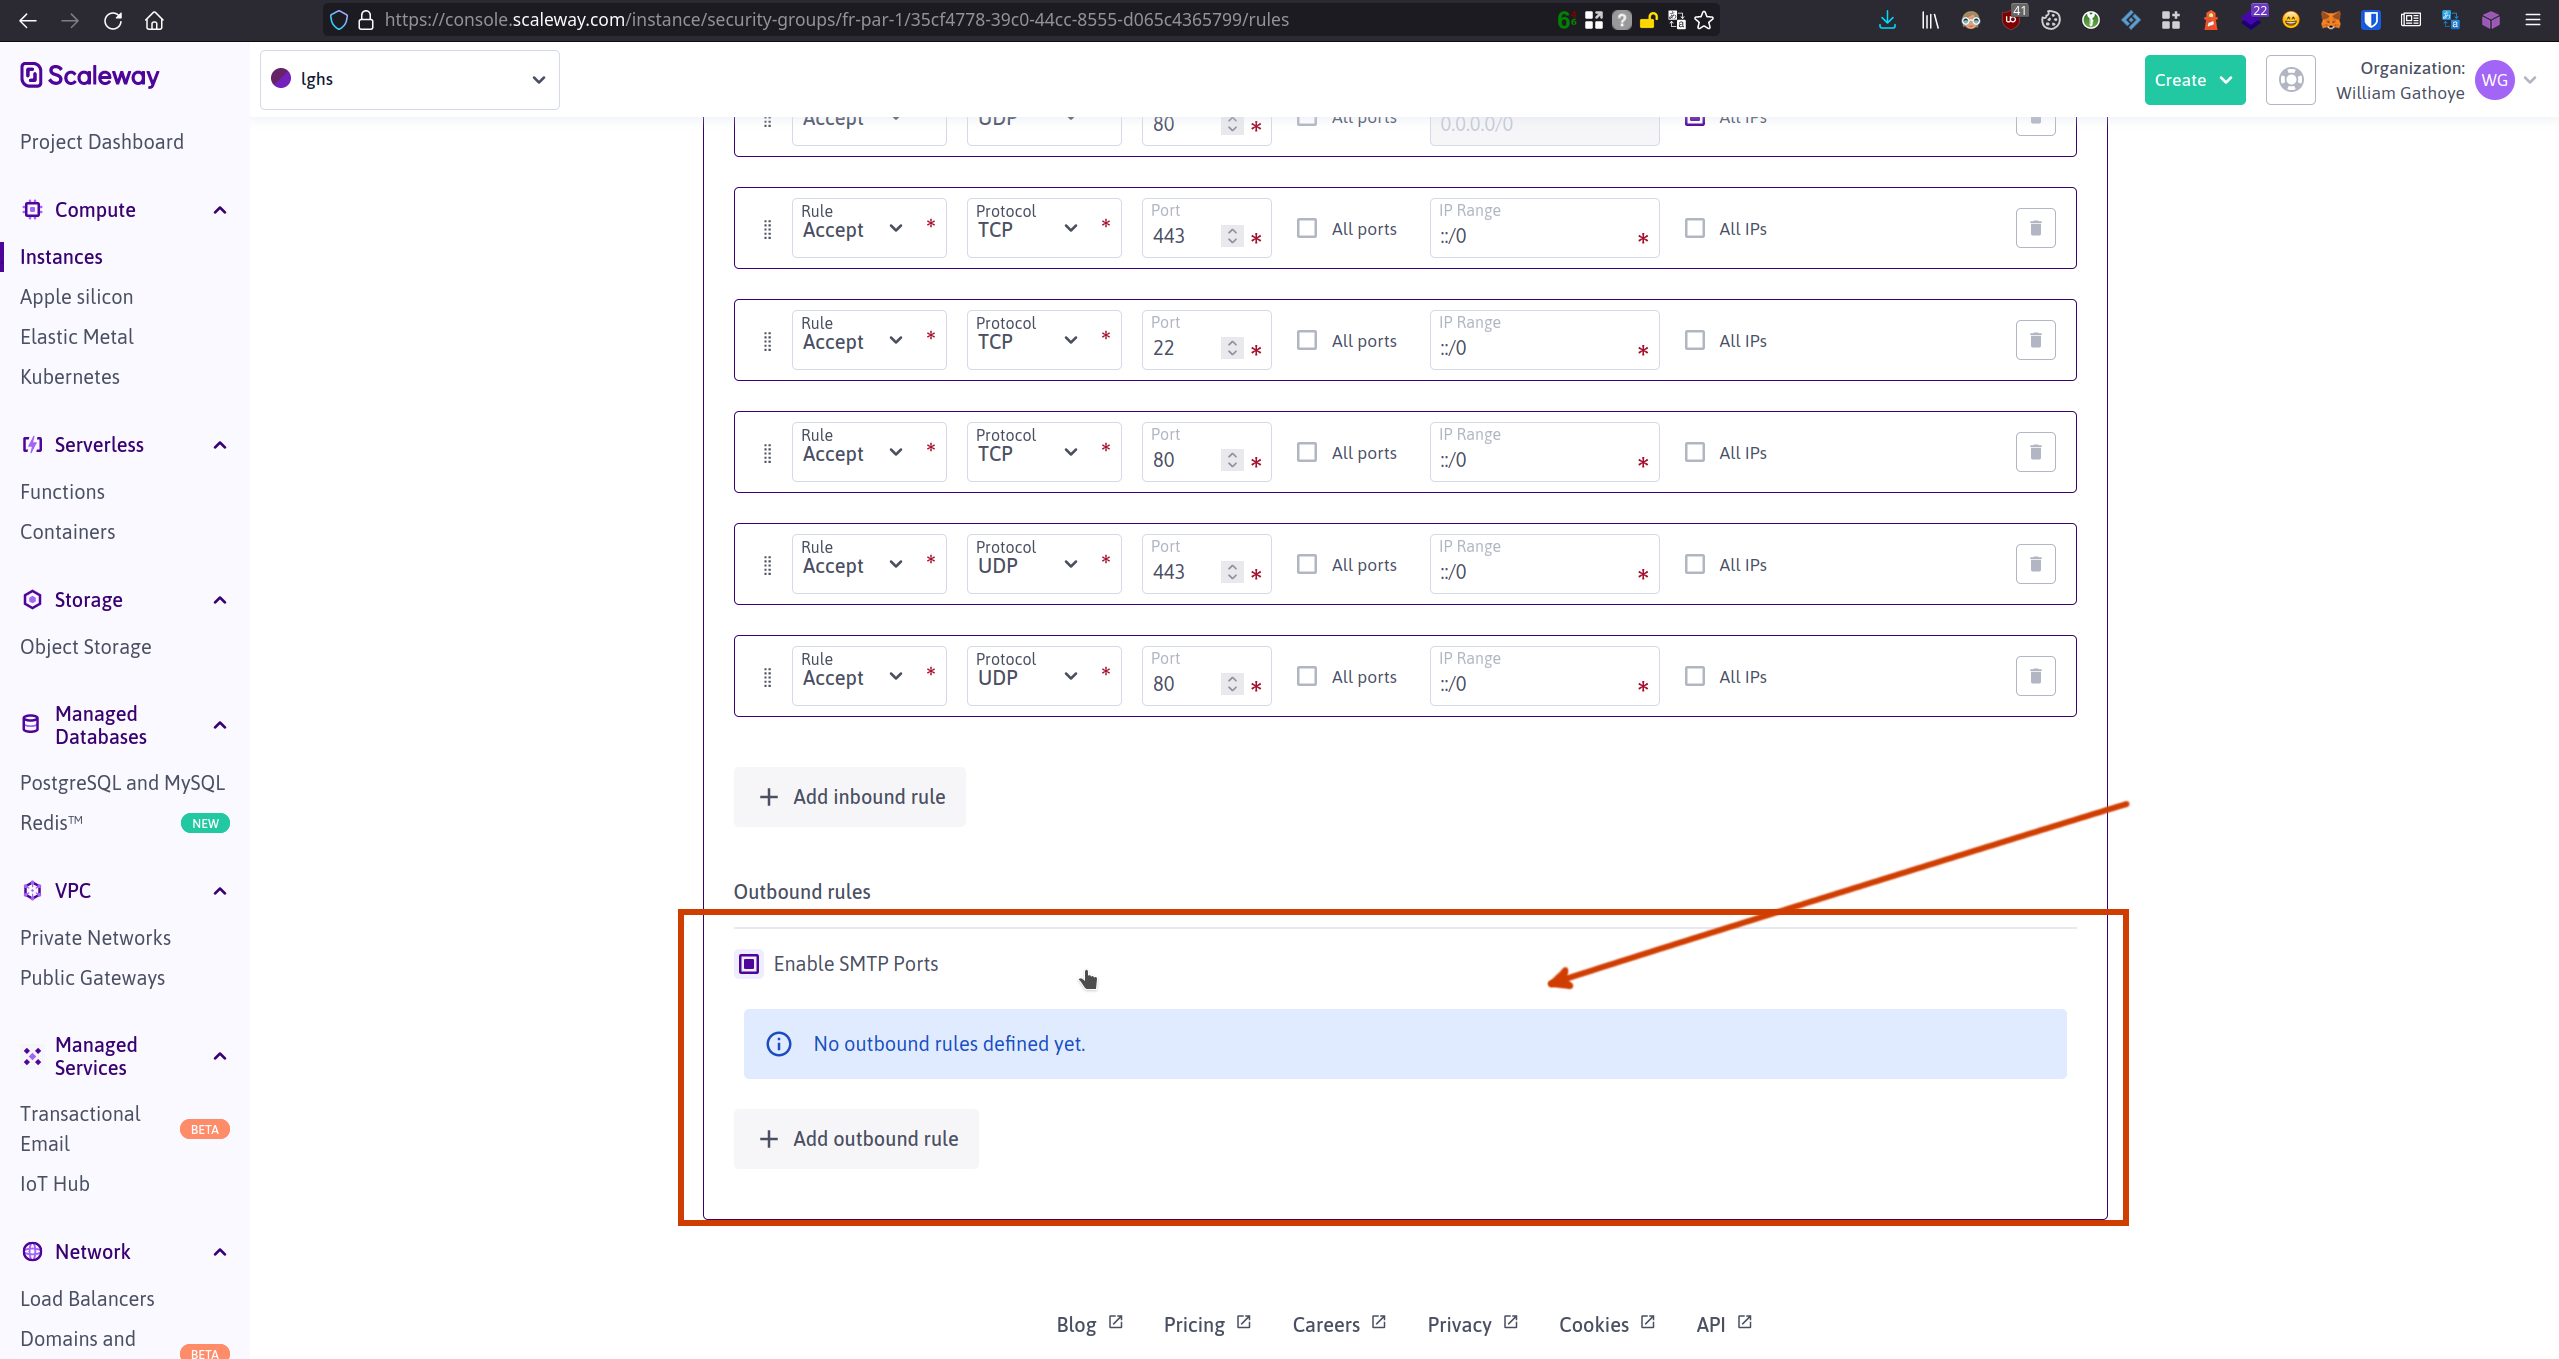 https://console.scaleway.com/instance/security-groups/fr-par-1/35cf4778-39c0-44cc-8555-d065c4365799/rules
41
22
Scaleway
lghs
Create
Organization:
William Gathoye
WG
Project Dashboard
Compute
Instances
Apple silicon
Elastic Metal
Kubernetes
Serverless
Functions
Containers
Storage
Object Storage
Managed
Databases
PostgreSQL and MySQL
Redis™ NEW
VPC
Private Networks
Public Gateways
Managed
Services
Transactional
Email BETA
IoT Hub
Network
Load Balancers
Domains and
BETA
Accept UDP 80 * All ports 0.0.0.0/0 All IPs
Rule Protocol Port IP Range
Accept * TCP * 443 * All ports ::/0 * All IPs
Rule Protocol Port IP Range
Accept * TCP * 22 * All ports ::/0 * All IPs
Rule Protocol Port IP Range
Accept * TCP * 80 * All ports ::/0 * All IPs
Rule Protocol Port IP Range
Accept * UDP * 443 * All ports ::/0 * All IPs
Rule Protocol Port IP Range
Accept * UDP * 80 * All ports ::/0 * All IPs
+ Add inbound rule
Outbound rules
Enable SMTP Ports
No outbound rules defined yet.
+ Add outbound rule
Blog Pricing Careers Privacy Cookies API